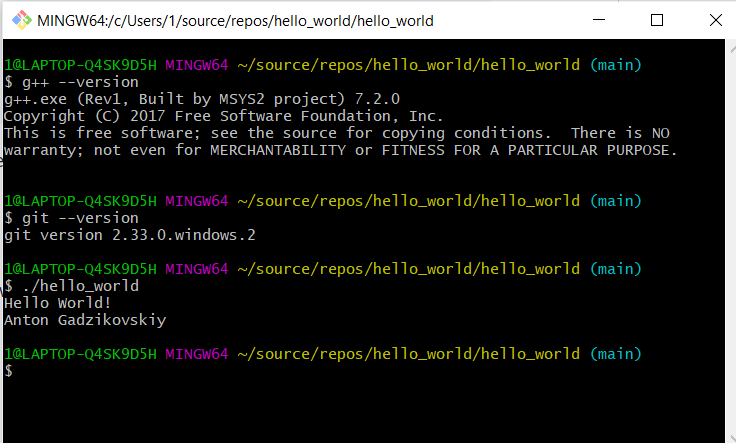 MINGW64:/c/Users/1/source/repos/hello_world/hello_world
1@LAPTOP-Q4SK9D5H MINGW64 ~/source/repos/hello_world/hello_world (main)
$ g++ --version
g++.exe (Rev1, Built by MSYS2 project) 7.2.0
Copyright (C) 2017 Free Software Foundation, Inc.
This is free software; see the source for copying conditions.  There is NO
warranty; not even for MERCHANTABILITY or FITNESS FOR A PARTICULAR PURPOSE.
1@LAPTOP-Q4SK9D5H MINGW64 ~/source/repos/hello_world/hello_world (main)
$ git --version
git version 2.33.0.windows.2
1@LAPTOP-Q4SK9D5H MINGW64 ~/source/repos/hello_world/hello_world (main)
$ ./hello_world
Hello World!
Anton Gadzikovskiy
1@LAPTOP-Q4SK9D5H MINGW64 ~/source/repos/hello_world/hello_world (main)
$